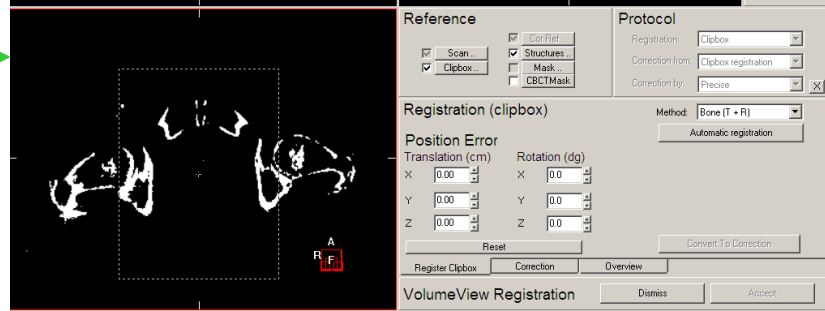 Reference
Cor Ref ..
Scan ..
Structures ..
Clipbox ..
Mask ..
CBCTMask
Protocol
Registration: Clipbox
Correction from: Clipbox registration
Correction by: Precise
X
Registration (clipbox)
Method: Bone (T + R)
Automatic registration
Position Error
Translation (cm) Rotation (dg)
X 0.00 X 0.0
Y 0.00 Y 0.0
Z 0.00 Z 0.0
Reset
Convert To Correction
Register Clipbox Correction Overview
VolumeView Registration Dismiss Accept
A
R F